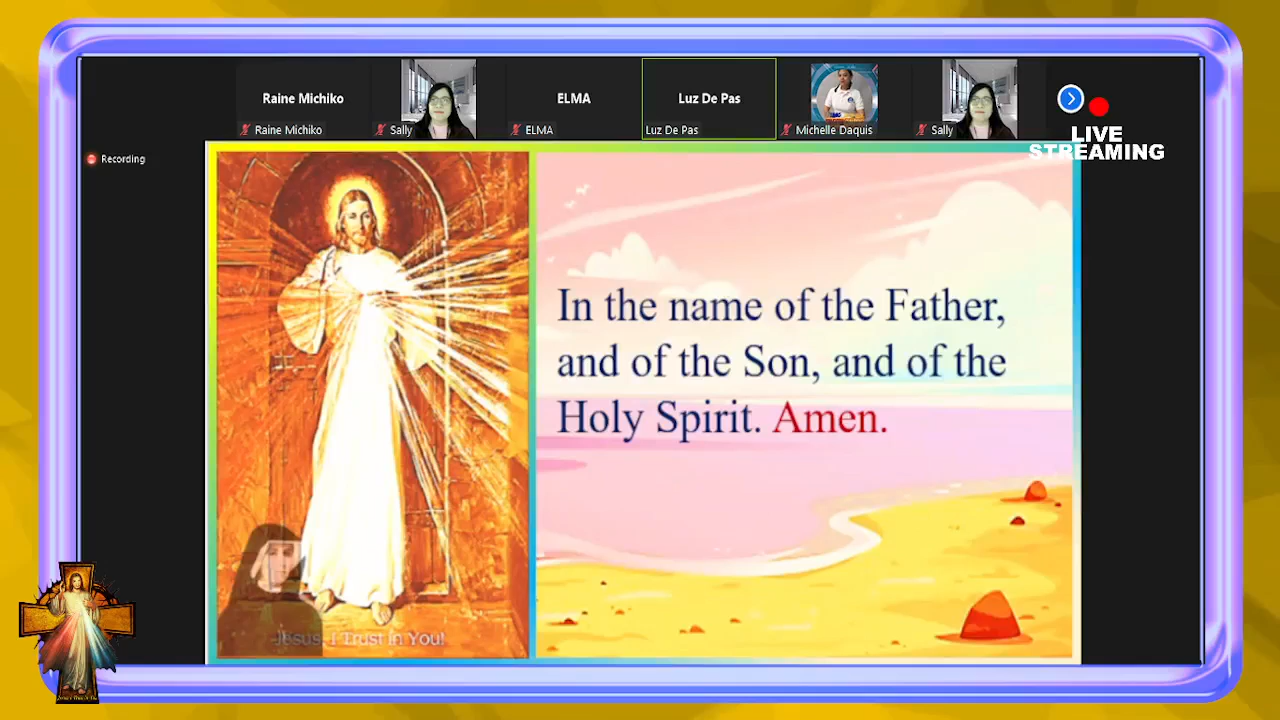 Raine Michiko
ELMA
Luz De Pas
Raine Michiko
Sally
ELMA
Luz De Pas
Michelle Daquis
Sally
LIVE
STREAMING
Recording
In the name of the Father,
and of the Son, and of the
Holy Spirit. Amen.
Jesus, I Trust in You!